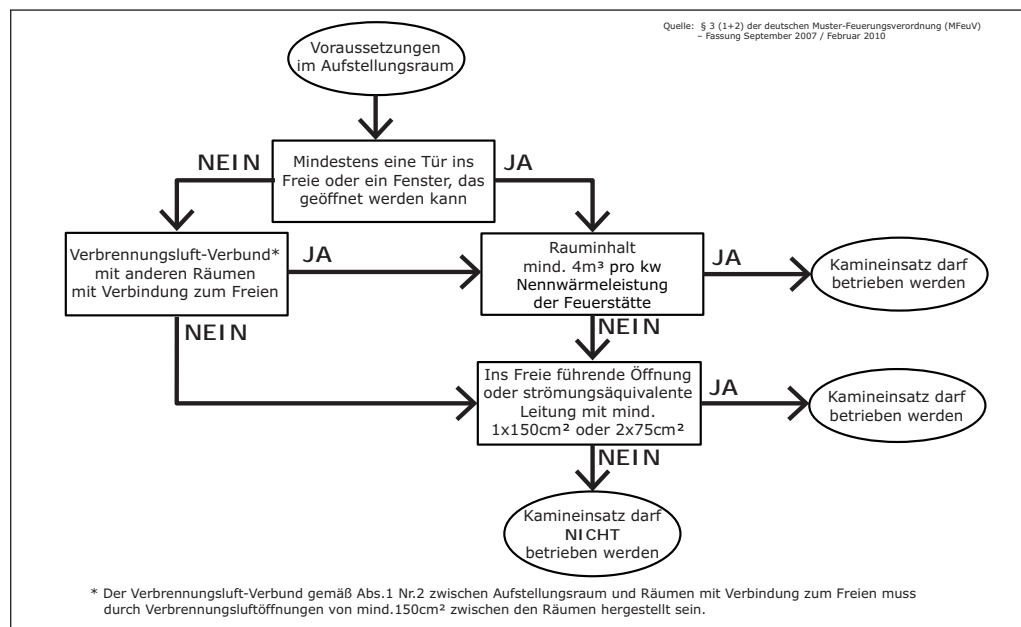 Quelle: § 3 (1+2) der deutschen Muster-Feuerungsverordnung (MFeuV)
– Fassung September 2007 / Februar 2010
Voraussetzungen
im Aufstellungsraum
NEIN
JA
Mindestens eine Tür ins
Freie oder ein Fenster, das
geöffnet werden kann
Verbrennungsluft-Verbund*
mit anderen Räumen
mit Verbindung zum Freien
JA
Rauminhalt
mind. 4m³ pro kw
Nennwärmeleistung
der Feuerstätte
JA
Kamineinsatz darf
betrieben werden
NEIN
NEIN
Ins Freie führende Öffnung
oder strömungsäquivalente
Leitung mit mind.
1x150cm² oder 2x75cm²
JA
Kamineinsatz darf
betrieben werden
NEIN
Kamineinsatz darf
NICHT
betrieben werden
* Der Verbrennungsluft-Verbund gemäß Abs.1 Nr.2 zwischen Aufstellungsraum und Räumen mit Verbindung zum Freien muss
durch Verbrennungsluftöffnungen von mind.150cm² zwischen den Räumen hergestellt sein.